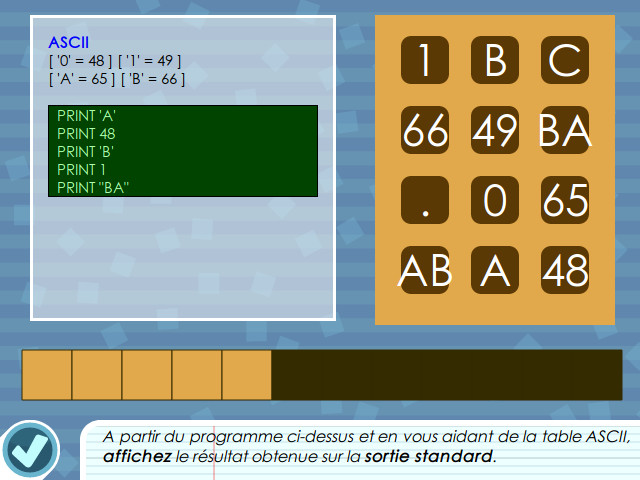 ASCII
[ '0' = 48 ] [ '1' = 49 ]
[ 'A' = 65 ] [ 'B' = 66 ]
PRINT 'A'
PRINT 48
PRINT 'B'
PRINT 1
PRINT "BA"
1 B C
66 49 BA
. 0 65
AB A 48
A partir du programme ci-dessus et en vous aidant de la table ASCII,
affichez le résultat obtenue sur la sortie standard.